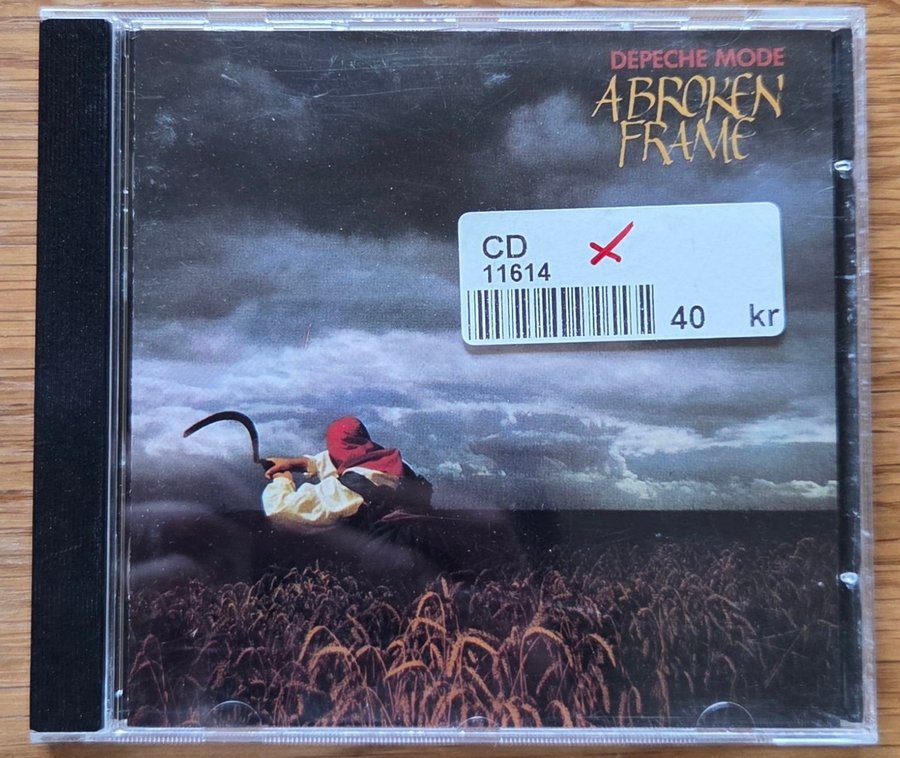 DEPECHE MODE
A BROKEN
FRAME
CD
11614
40 kr